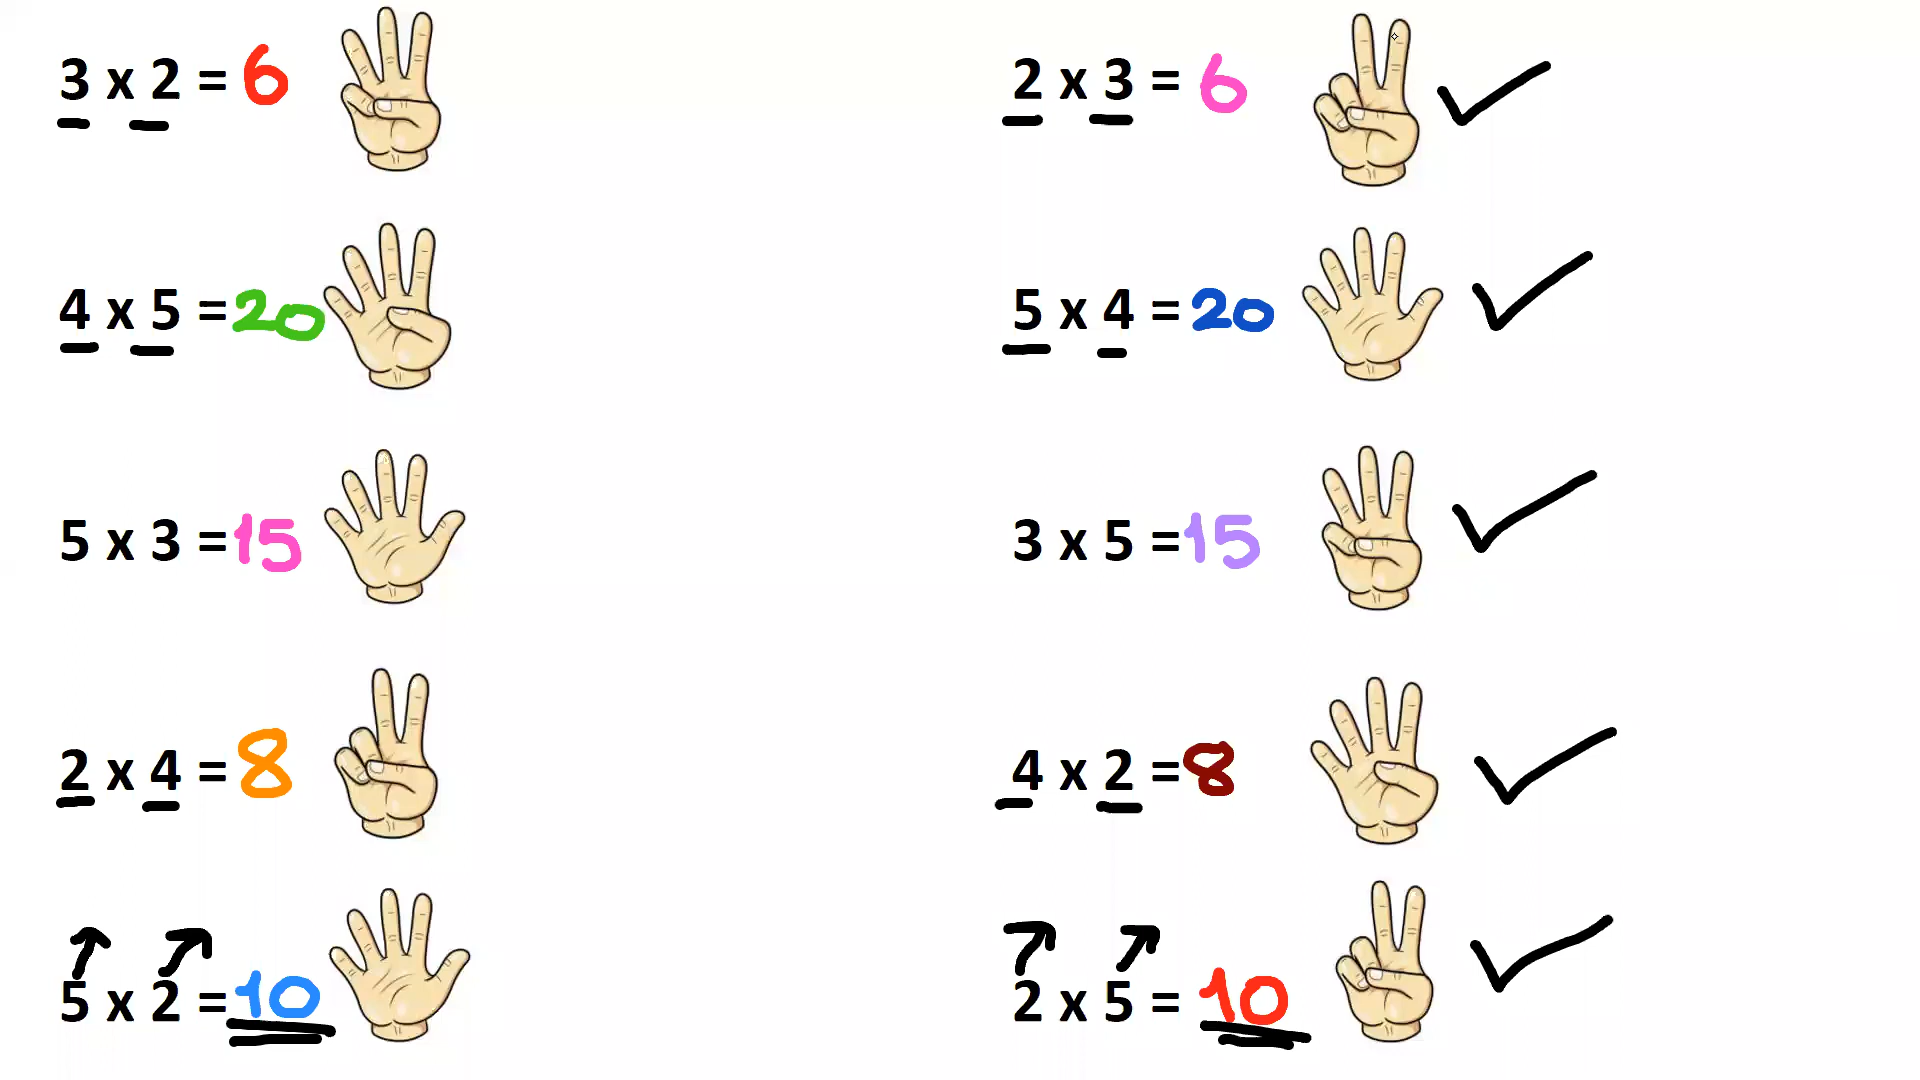 3 x 2 = 6
2 x 3 = 6
4 x 5 = 20
5 x 4 = 20
5 x 3 = 15
3 x 5 = 15
2 x 4 = 8
4 x 2 = 8
5 x 2 = 10
2 x 5 = 10